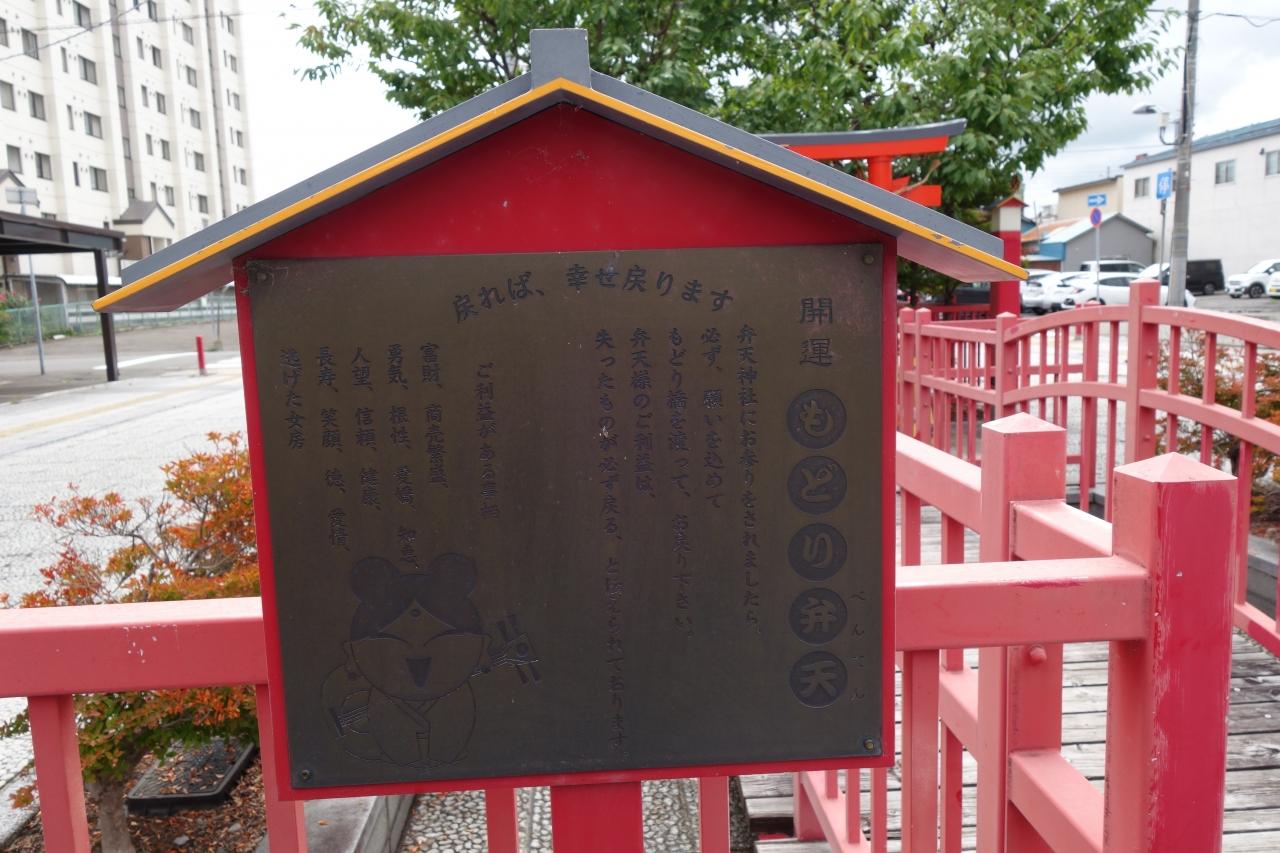 戻れば、幸せ戻ります
開運
もどり弁天
べんてん
弁天神社にお参りをされましたら、
必ず、願いを込めて
もどり橋を渡って、お戻り下さい。
弁天様のご利益は、
失ったものが必ず戻る、と伝えられております。
ご利益がある事柄
富財、商売繁盛、
勇気、根性、愛嬌、知恵、
人望、信頼、健康、
長寿、笑顔、徳、愛情、
逃げた女房